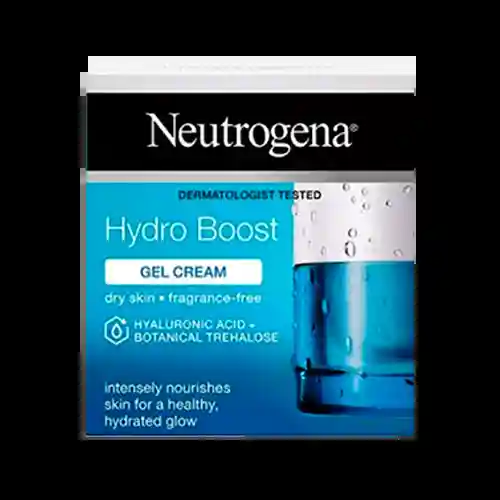 Neutrogena®
DERMATOLOGIST TESTED
Hydro Boost
GEL CREAM
dry skin • fragrance-free
HYALURONIC ACID +
BOTANICAL TREHALOSE
intensely nourishes
skin for a healthy,
hydrated glow